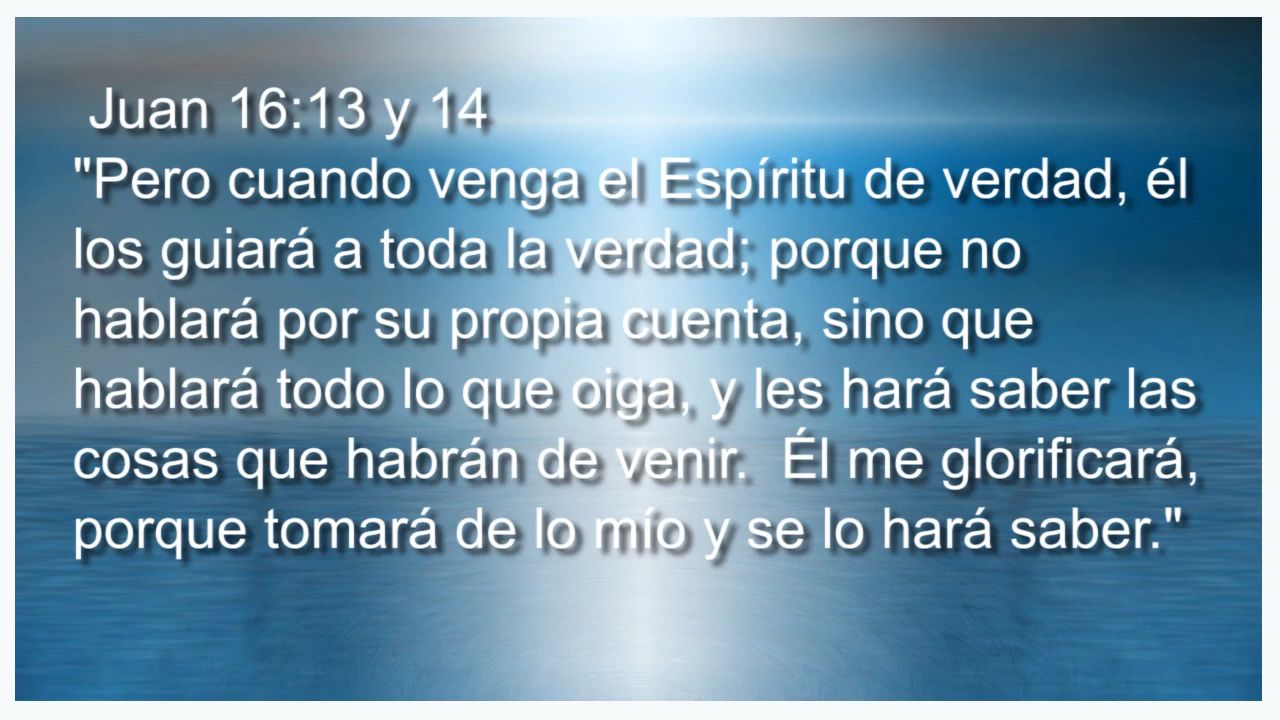 Juan 16:13 y 14
"Pero cuando venga el Espíritu de verdad, él
los guiará a toda la verdad; porque no
hablará por su propia cuenta, sino que
hablará todo lo que oiga, y les hará saber las
cosas que habrán de venir.  Él me glorificará,
porque tomará de lo mío y se lo hará saber."